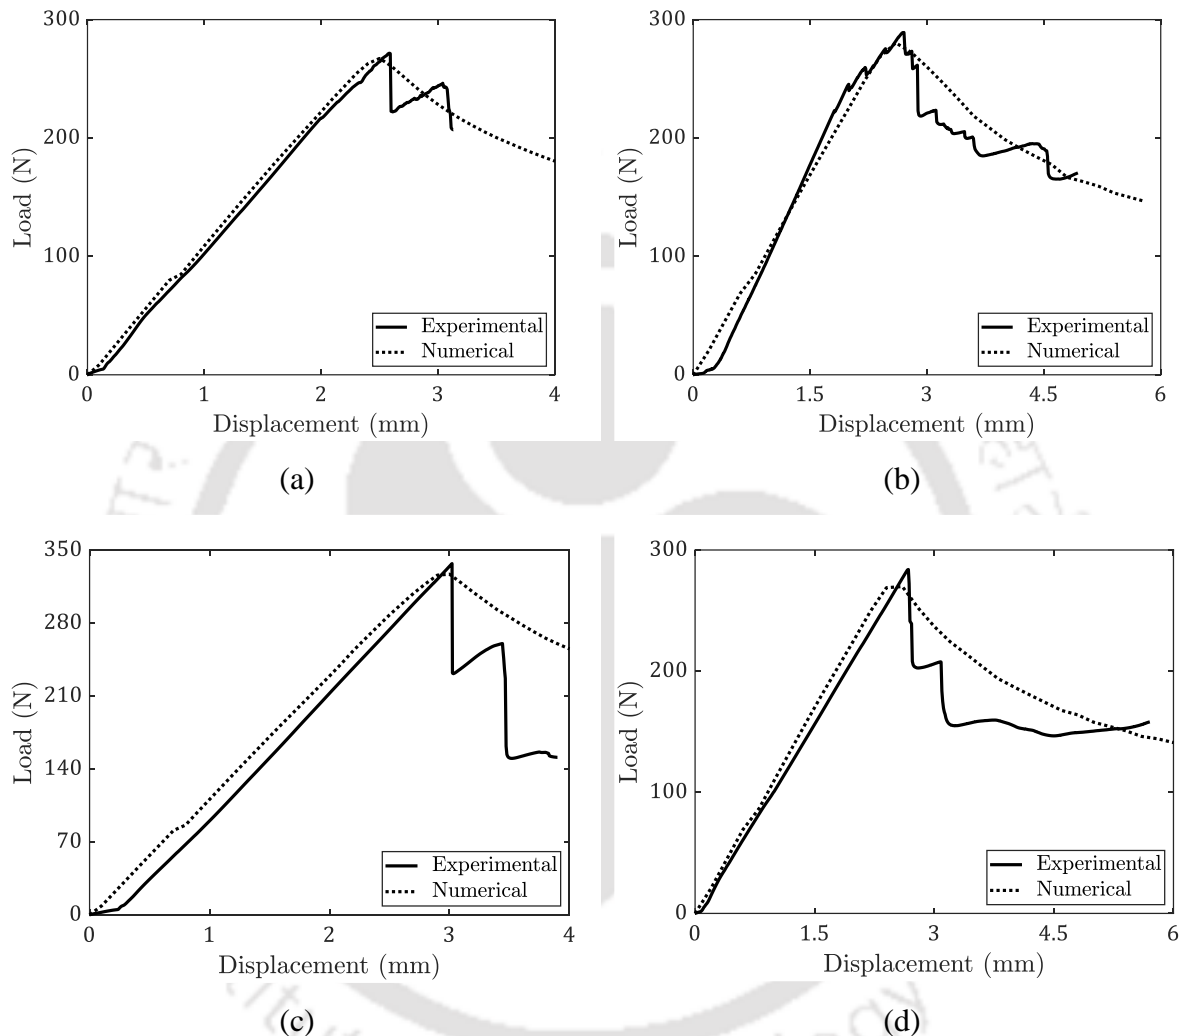 300
200
100
0
Load (N)
Experimental
Numerical
0 1 2 3 4
Displacement (mm)
(a)
300
200
100
0
Load (N)
Experimental
Numerical
0 1.5 3 4.5 6
Displacement (mm)
(b)
350
280
210
140
70
0
Load (N)
Experimental
Numerical
0 1 2 3 4
Displacement (mm)
(c)
300
200
100
0
Load (N)
Experimental
Numerical
0 1.5 3 4.5 6
Displacement (mm)
(d)